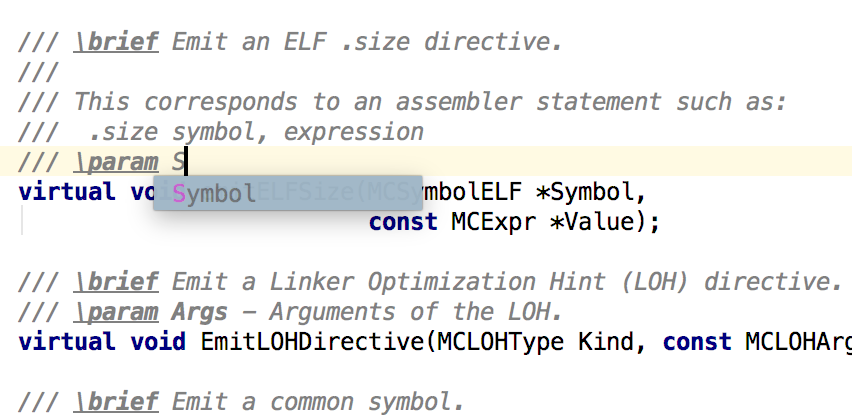 /// \brief Emit an ELF .size directive.
///
/// This corresponds to an assembler statement such as:
///  .size symbol, expression
/// \param S
Symbol
virtual vo ELFSize(MCSymbolELF *Symbol,
const MCExpr *Value);
/// \brief Emit a Linker Optimization Hint (LOH) directive.
/// \param Args – Arguments of the LOH.
virtual void EmitLOHDirective(MCLOHType Kind, const MCLOHArg
/// \brief Emit a common symbol.